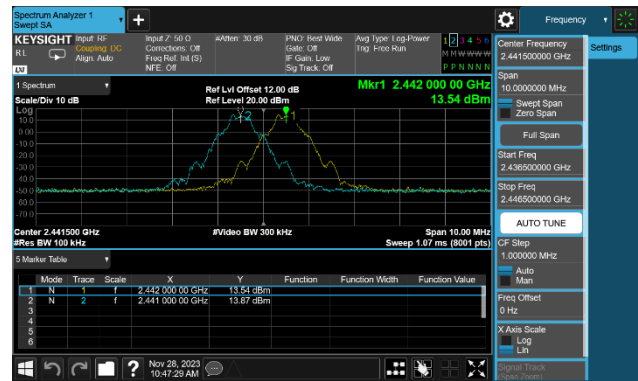 Spectrum Analyzer 1
Swept SA
Frequency
KEYSIGHT
Input: RF
Input Z: 50 Ω
#Atten: 30 dB
PNO: Best Wide
Avg Type: Log-Power
1 2 3 4 5 6
RL
Coupling: DC
Corrections: Off
Gate: Off
Trig: Free Run
M W W W W W
Align: Auto
Freq Ref: Int (S)
IF Gain: Low
NFE: Off
Sig Track: Off
P P N N N N
LXI
1 Spectrum
Ref Lvl Offset 12.00 dB
Mkr1 2.442 000 00 GHz
Scale/Div 10 dB
Ref Level 20.00 dBm
13.54 dBm
Log
10.0
0.00
-10.0
-20.0
-30.0
-40.0
-50.0
-60.0
-70.0
2
1
Center 2.441500 GHz
#Video BW 300 kHz
Span 10.00 MHz
#Res BW 100 kHz
Sweep 1.07 ms (8001 pts)
5 Marker Table
Mode Trace Scale X Y Function Function Width Function Value
1 N 1 f 2.442 000 00 GHz 13.54 dBm
2 N 2 f 2.441 000 00 GHz 13.87 dBm
3
4
5
6
Nov 28, 2023
10:47:29 AM
Center Frequency
2.441500000 GHz
Settings
Span
10.0000000 MHz
Swept Span
Zero Span
Full Span
Start Freq
2.436500000 GHz
Stop Freq
2.446500000 GHz
AUTO TUNE
CF Step
1.000000 MHz
Auto
Man
Freq Offset
0 Hz
X Axis Scale
Log
Lin
Signal Track
(Span Zoom)